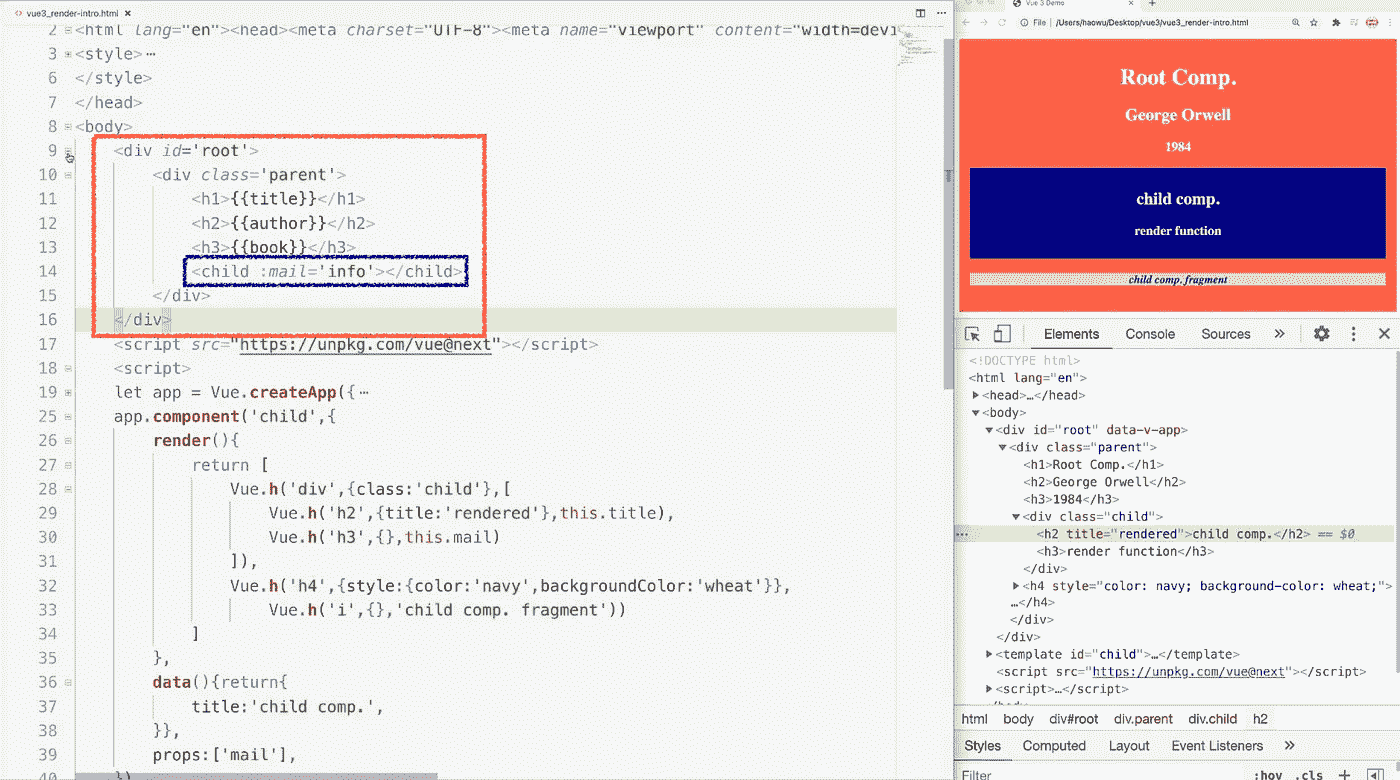 vue3_render-intro.html ×
2 <html lang="en"><head><meta charset="UTF-8"><meta name="viewport" content="width=devi
3 <style>⋯
6 </style>
7 </head>
8 <body>
9 <div id='root'>
10 <div class='parent'>
11 <h1>{{title}}</h1>
12 <h2>{{author}}</h2>
13 <h3>{{book}}</h3>
14 <child :mail='info'></child>
15 </div>
16 </div>
17 <script src="https://unpkg.com/vue@next"></script>
18 <script>
19 let app = Vue.createApp({⋯
25 app.component('child',{
26 render(){
27 return [
28 Vue.h('div',{class:'child'},[
29 Vue.h('h2',{title:'rendered'},this.title),
30 Vue.h('h3',{},this.mail)
31 ]),
32 Vue.h('h4',{style:{color:'navy',backgroundColor:'wheat'}},
33 Vue.h('i',{},'child comp. fragment'))
34 ]
35 },
36 data(){return{
37 title:'child comp.',
38 }},
39 props:['mail'],
40 })
Vue 3 Demo
File | /Users/haowu/Desktop/vue3/vue3_render-intro.html
Root Comp.
George Orwell
1984
child comp.
render function
child comp. fragment
Elements Console Sources »
<!DOCTYPE html>
<html lang="en">
<head>…</head>
<body>
<div id="root" data-v-app>
<div class="parent">
<h1>Root Comp.</h1>
<h2>George Orwell</h2>
<h3>1984</h3>
<div class="child">
<h2 title="rendered">child comp.</h2> == $0
<h3>render function</h3>
</div>
<h4 style="color: navy; background-color: wheat;">
…</h4>
</div>
</div>
<template id="child">…</template>
<script src="https://unpkg.com/vue@next"></script>
<script>…</script>
</body>
html body div#root div.parent div.child h2
Styles Computed Layout Event Listeners »
Filter :hov .cls +